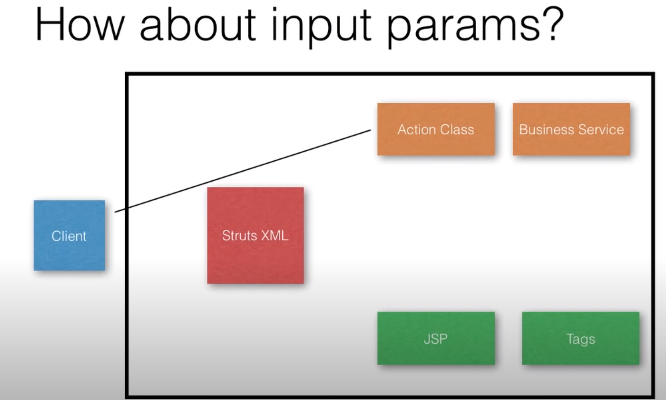 How about input params?
Action Class
Business Service
Client
Struts XML
JSP
Tags